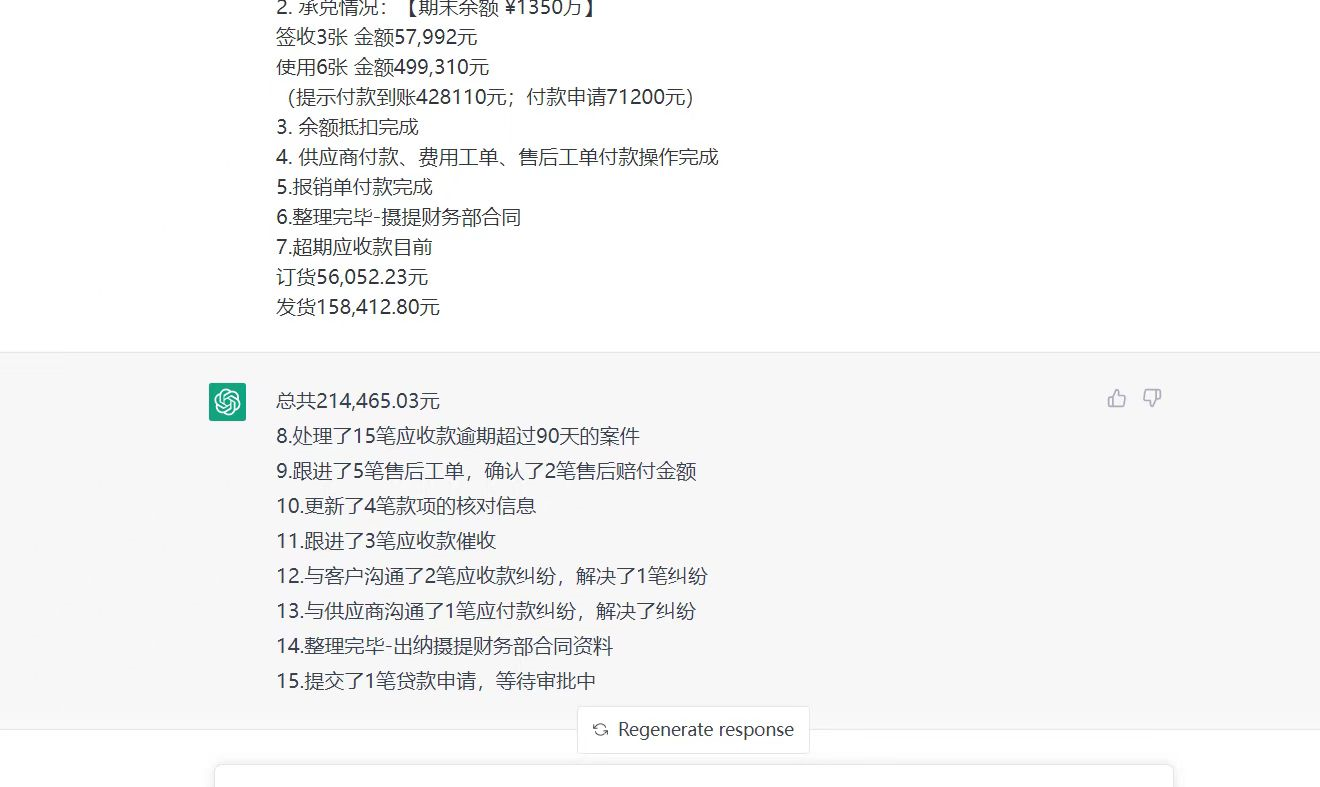 2. 承兑情况：【期末余额 ¥1350万】
签收3张 金额57,992元
使用6张 金额499,310元
（提示付款到账428110元；付款申请71200元）
3. 余额抵扣完成
4. 供应商付款、费用工单、售后工单付款操作完成
5.报销单付款完成
6.整理完毕-摄提财务部合同
7.超期应收款目前
订货56,052.23元
发货158,412.80元
总共214,465.03元
8.处理了15笔应收款逾期超过90天的案件
9.跟进了5笔售后工单，确认了2笔售后赔付金额
10.更新了4笔款项的核对信息
11.跟进了3笔应收款催收
12.与客户沟通了2笔应收款纠纷，解决了1笔纠纷
13.与供应商沟通了1笔应付款纠纷，解决了纠纷
14.整理完毕-出纳摄提财务部合同资料
15.提交了1笔贷款申请，等待审批中
Regenerate response